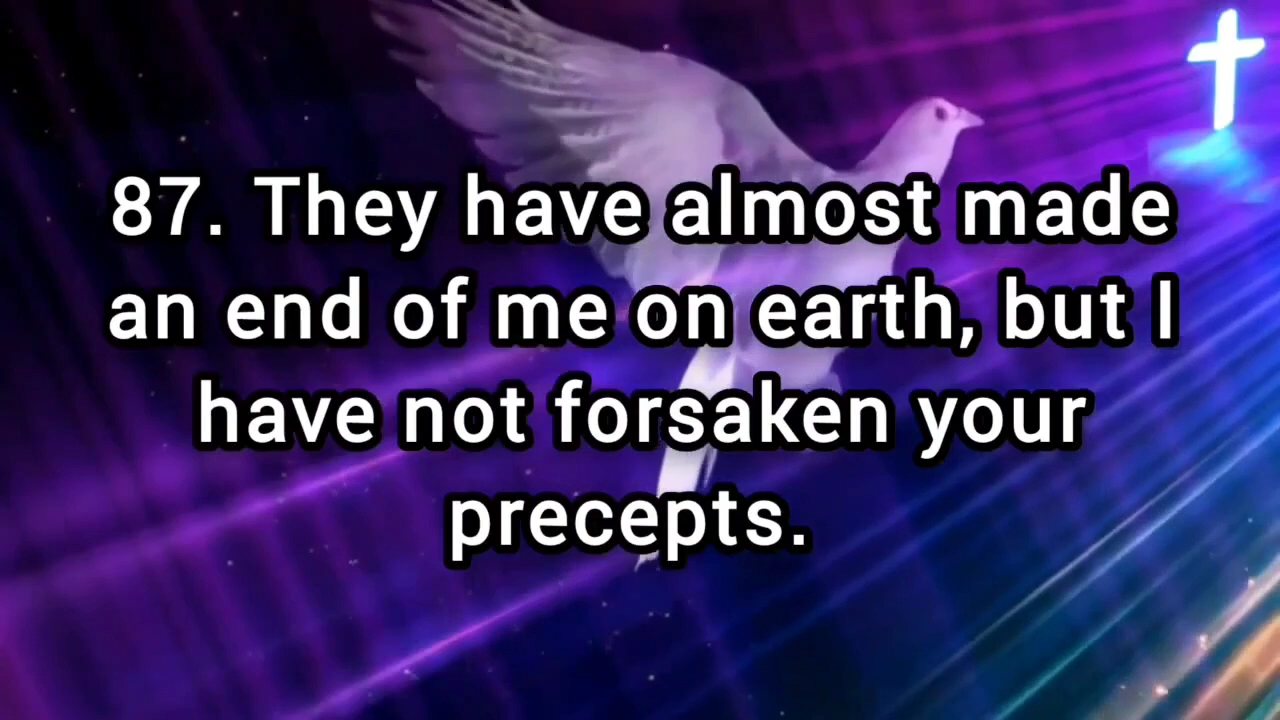 87. They have almost made
an end of me on earth, but I
have not forsaken your
precepts.